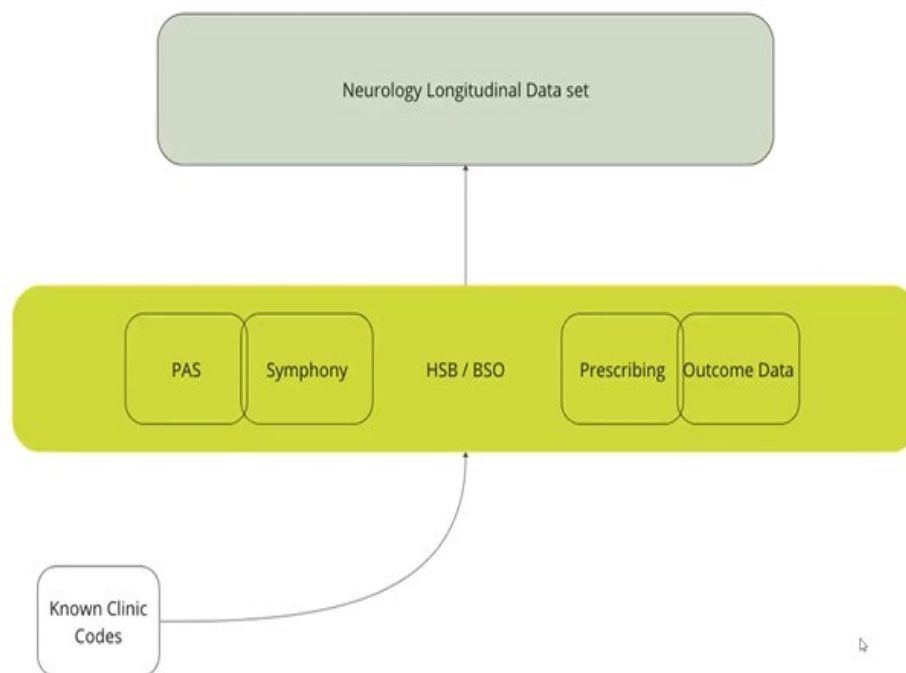 Neurology Longitudinal Data set
PAS
Symphony
HSB / BSO
Prescribing
Outcome Data
Known Clinic
Codes